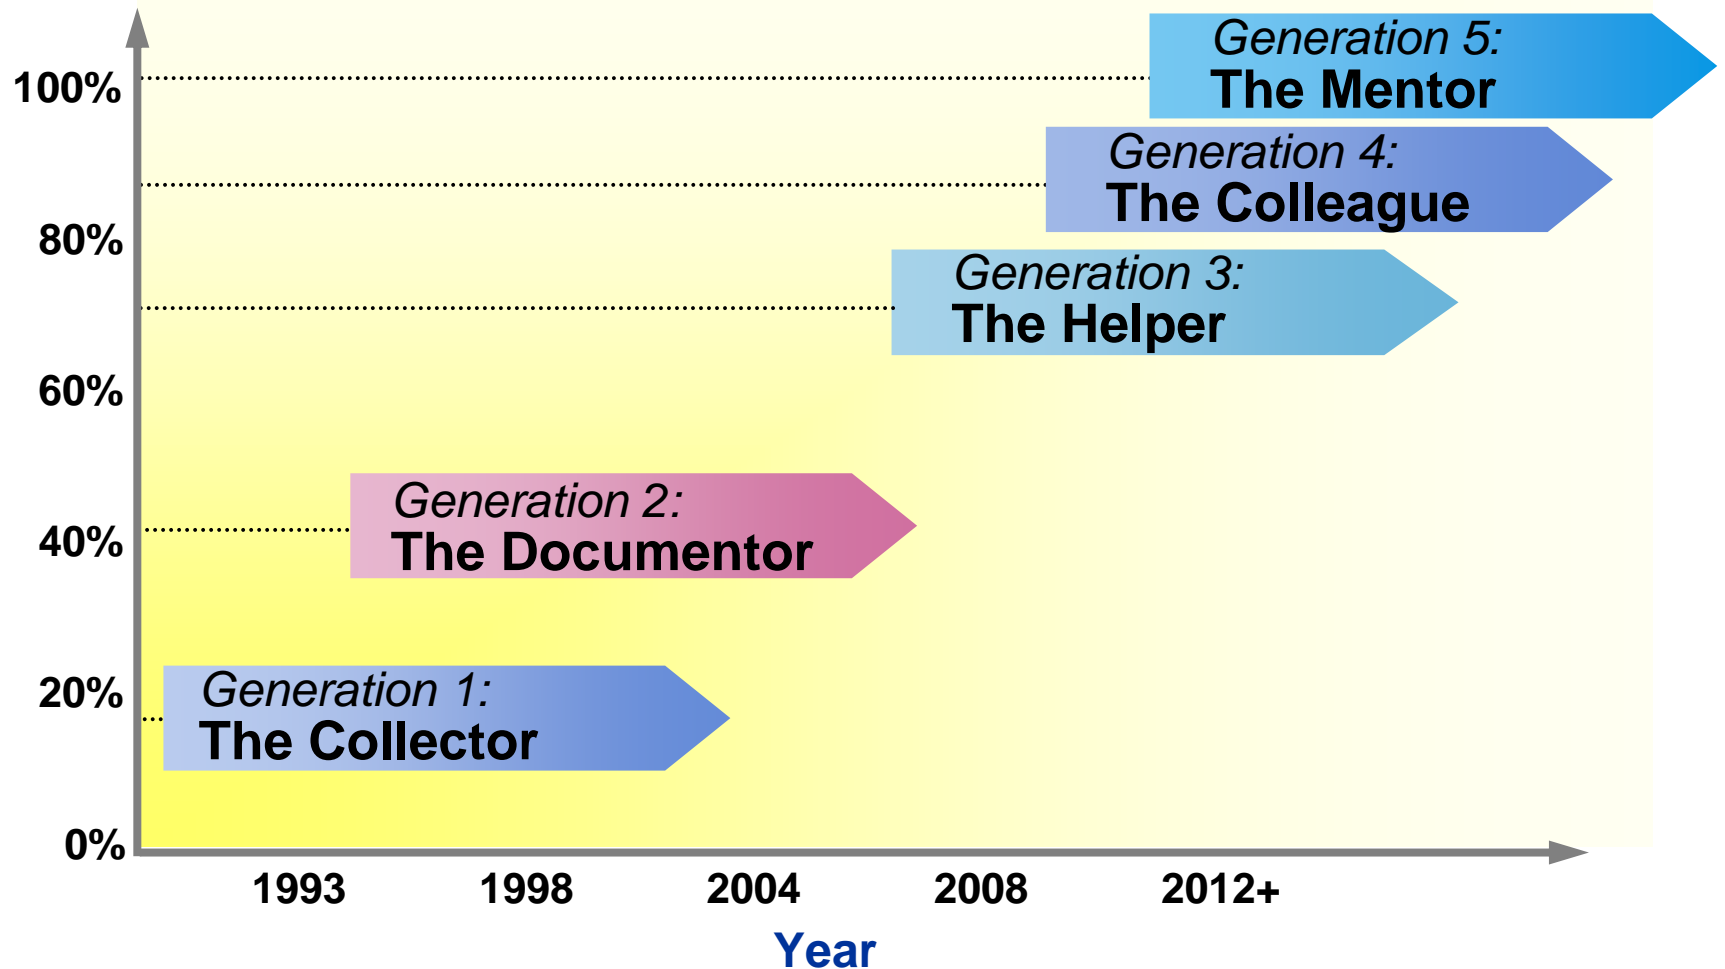 Generation 5:
The Mentor
100%
Generation 4:
The Colleague
80%
Generation 3:
The Helper
60%
Generation 2:
The Documentor
40%
Generation 1:
The Collector
20%
0%
1993 1998 2004 2008 2012+
Year